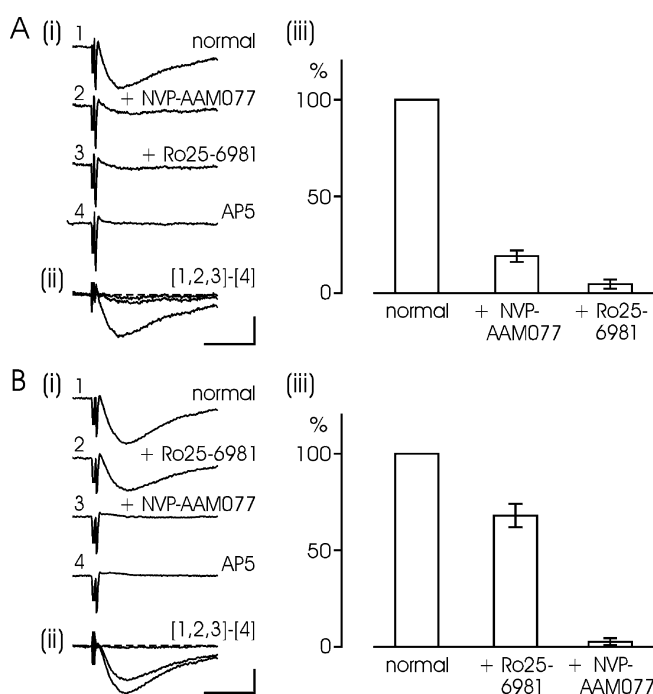 A (i) (iii)
1 normal
2 + NVP-AAM077
3 + Ro25-6981
4 AP5
(ii) [1,2,3]-[4]
%
100
50
0
normal + NVP- + Ro25-
AAM077 6981
B (i) (iii)
1 normal
2 + Ro25-6981
3 + NVP-AAM077
4 AP5
(ii) [1,2,3]-[4]
%
100
50
0
normal + Ro25- + NVP-
6981 AAM077